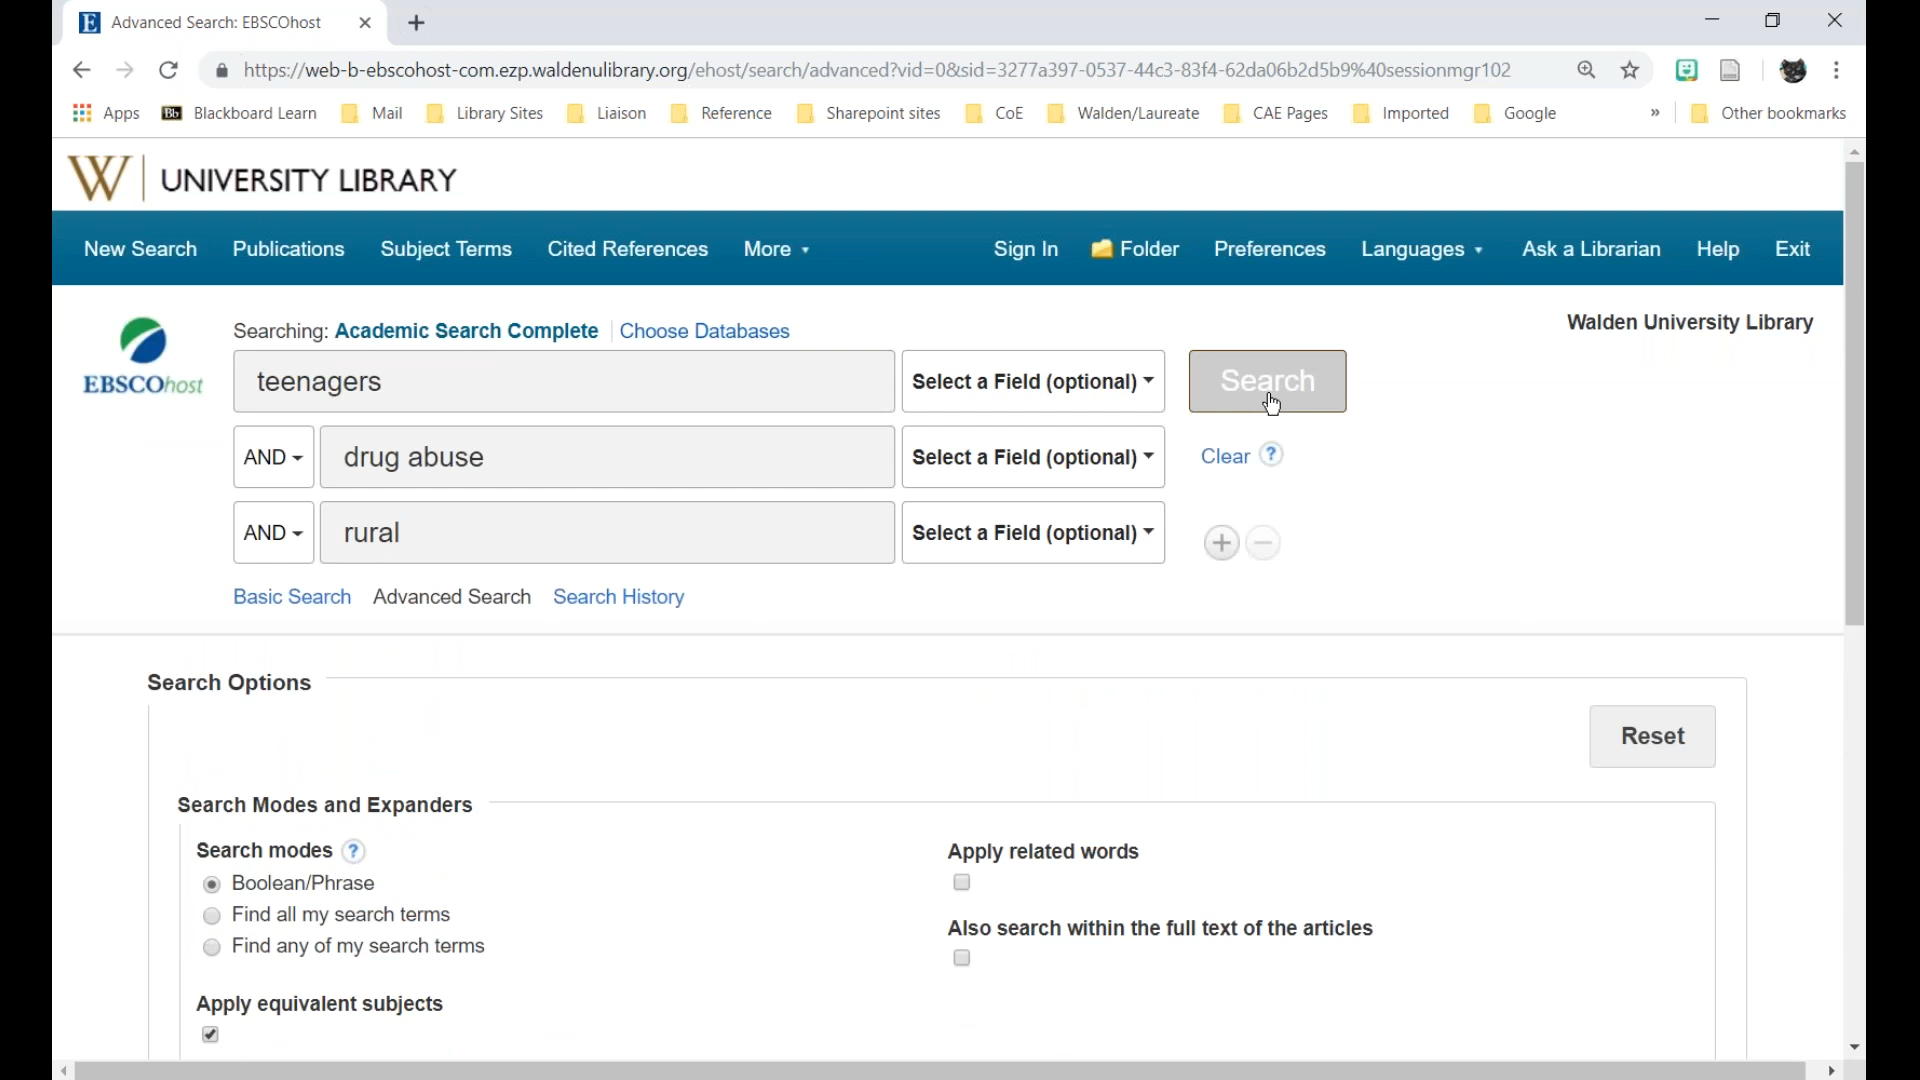 Advanced Search: EBSCOhost
https://web-b-ebscohost-com.ezp.waldenulibrary.org/ehost/search/advanced?vid=0&sid=3277a397-0537-44c3-83f4-62da06b2d5b9%40sessionmgr102
Apps Bb Blackboard Learn Mail Library Sites Liaison Reference Sharepoint sites CoE Walden/Laureate CAE Pages Imported Google » Other bookmarks
W UNIVERSITY LIBRARY
New Search Publications Subject Terms Cited References More Sign In Folder Preferences Languages Ask a Librarian Help Exit
Searching: Academic Search Complete Choose Databases Walden University Library
EBSCOhost teenagers Select a Field (optional) Search
AND drug abuse Select a Field (optional) Clear ?
AND rural Select a Field (optional)
Basic Search Advanced Search Search History
Search Options
Reset
Search Modes and Expanders
Search modes ? Apply related words
Boolean/Phrase
Find all my search terms
Also search within the full text of the articles
Find any of my search terms
Apply equivalent subjects